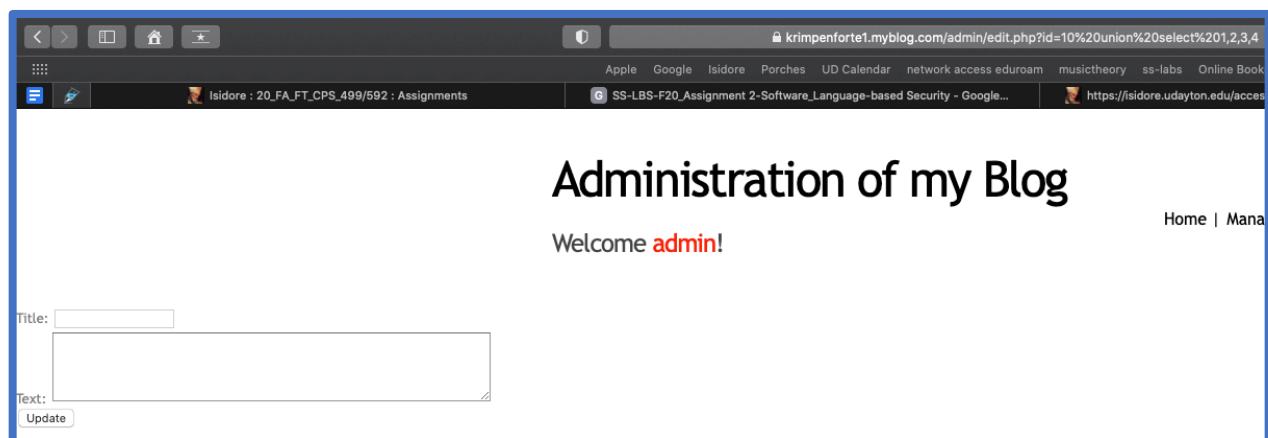 krimpenforte1.myblog.com/admin/edit.php?id=10%20union%20select%201,2,3,4
Apple Google Isidore Porches UD Calendar network access eduroam musictheory ss-labs Online Book
Isidore : 20_FA_FT_CPS_499/592 : Assignments
G SS-LBS-F20_Assignment 2-Software_Language-based Security - Google...
https://isidore.udayton.edu/acces
Administration of my Blog
Home | Mana
Welcome admin!
Title:
Text:
Update